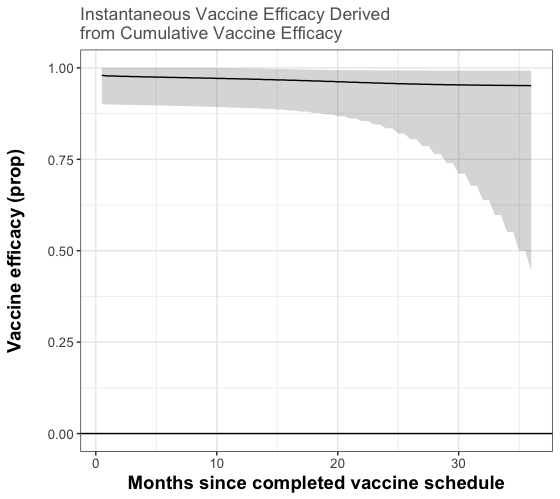 Instantaneous Vaccine Efficacy Derived
from Cumulative Vaccine Efficacy
1.00
0.75
0.50
0.25
0.00
Vaccine efficacy (prop)
0 10 20 30
Months since completed vaccine schedule